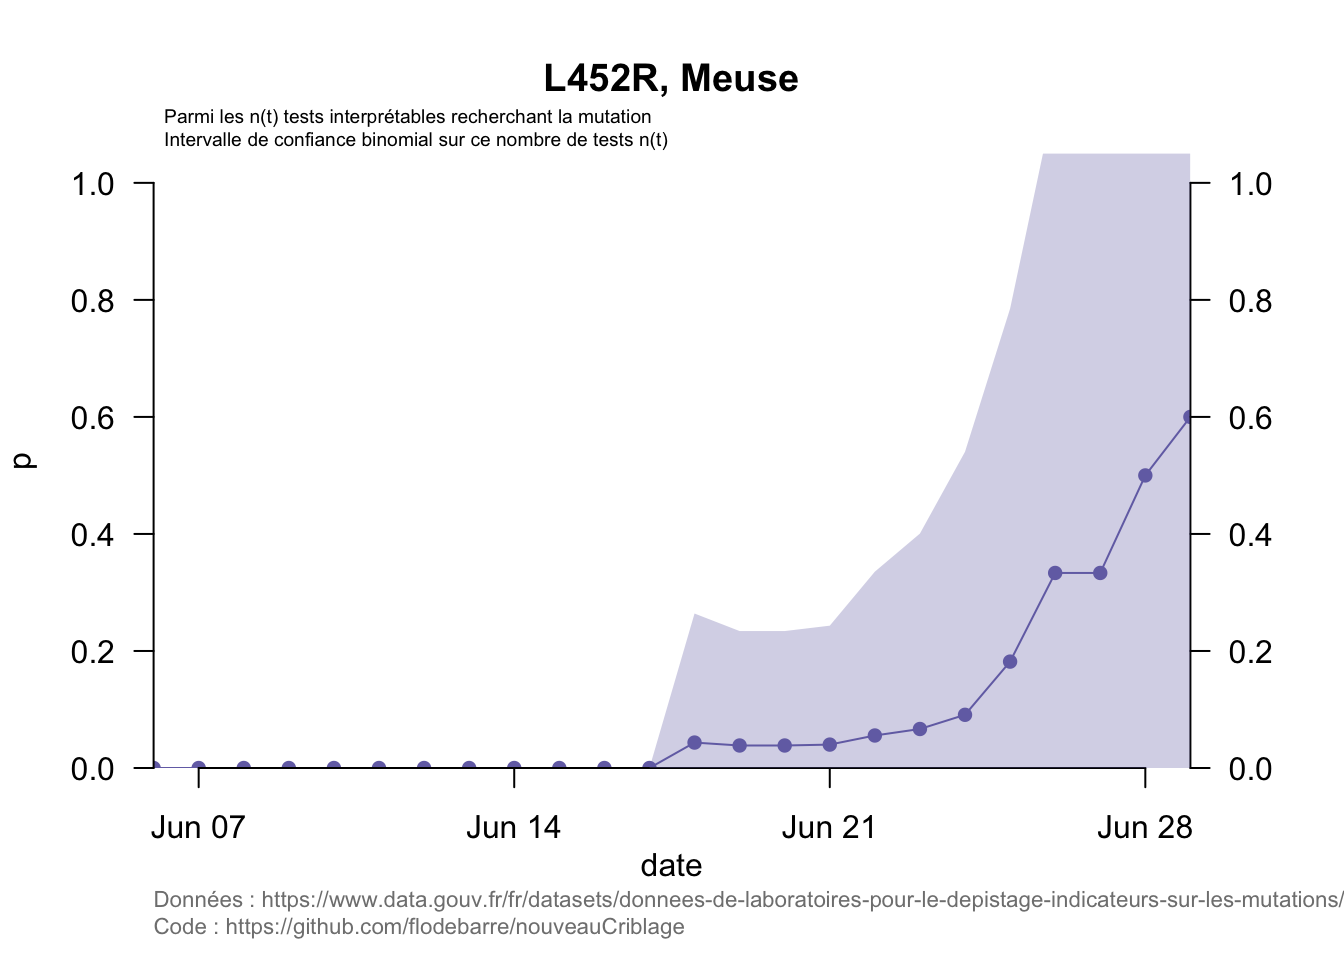 L452R, Meuse
Parmi les n(t) tests interprétables recherchant la mutation
Intervalle de confiance binomial sur ce nombre de tests n(t)
1.0 1.0
0.8 0.8
0.6 0.6
p
0.4 0.4
0.2 0.2
0.0 0.0
Jun 07 Jun 14 Jun 21 Jun 28
date
Données : https://www.data.gouv.fr/fr/datasets/donnees-de-laboratoires-pour-le-depistage-indicateurs-sur-les-mutations/
Code : https://github.com/flodebarre/nouveauCriblage